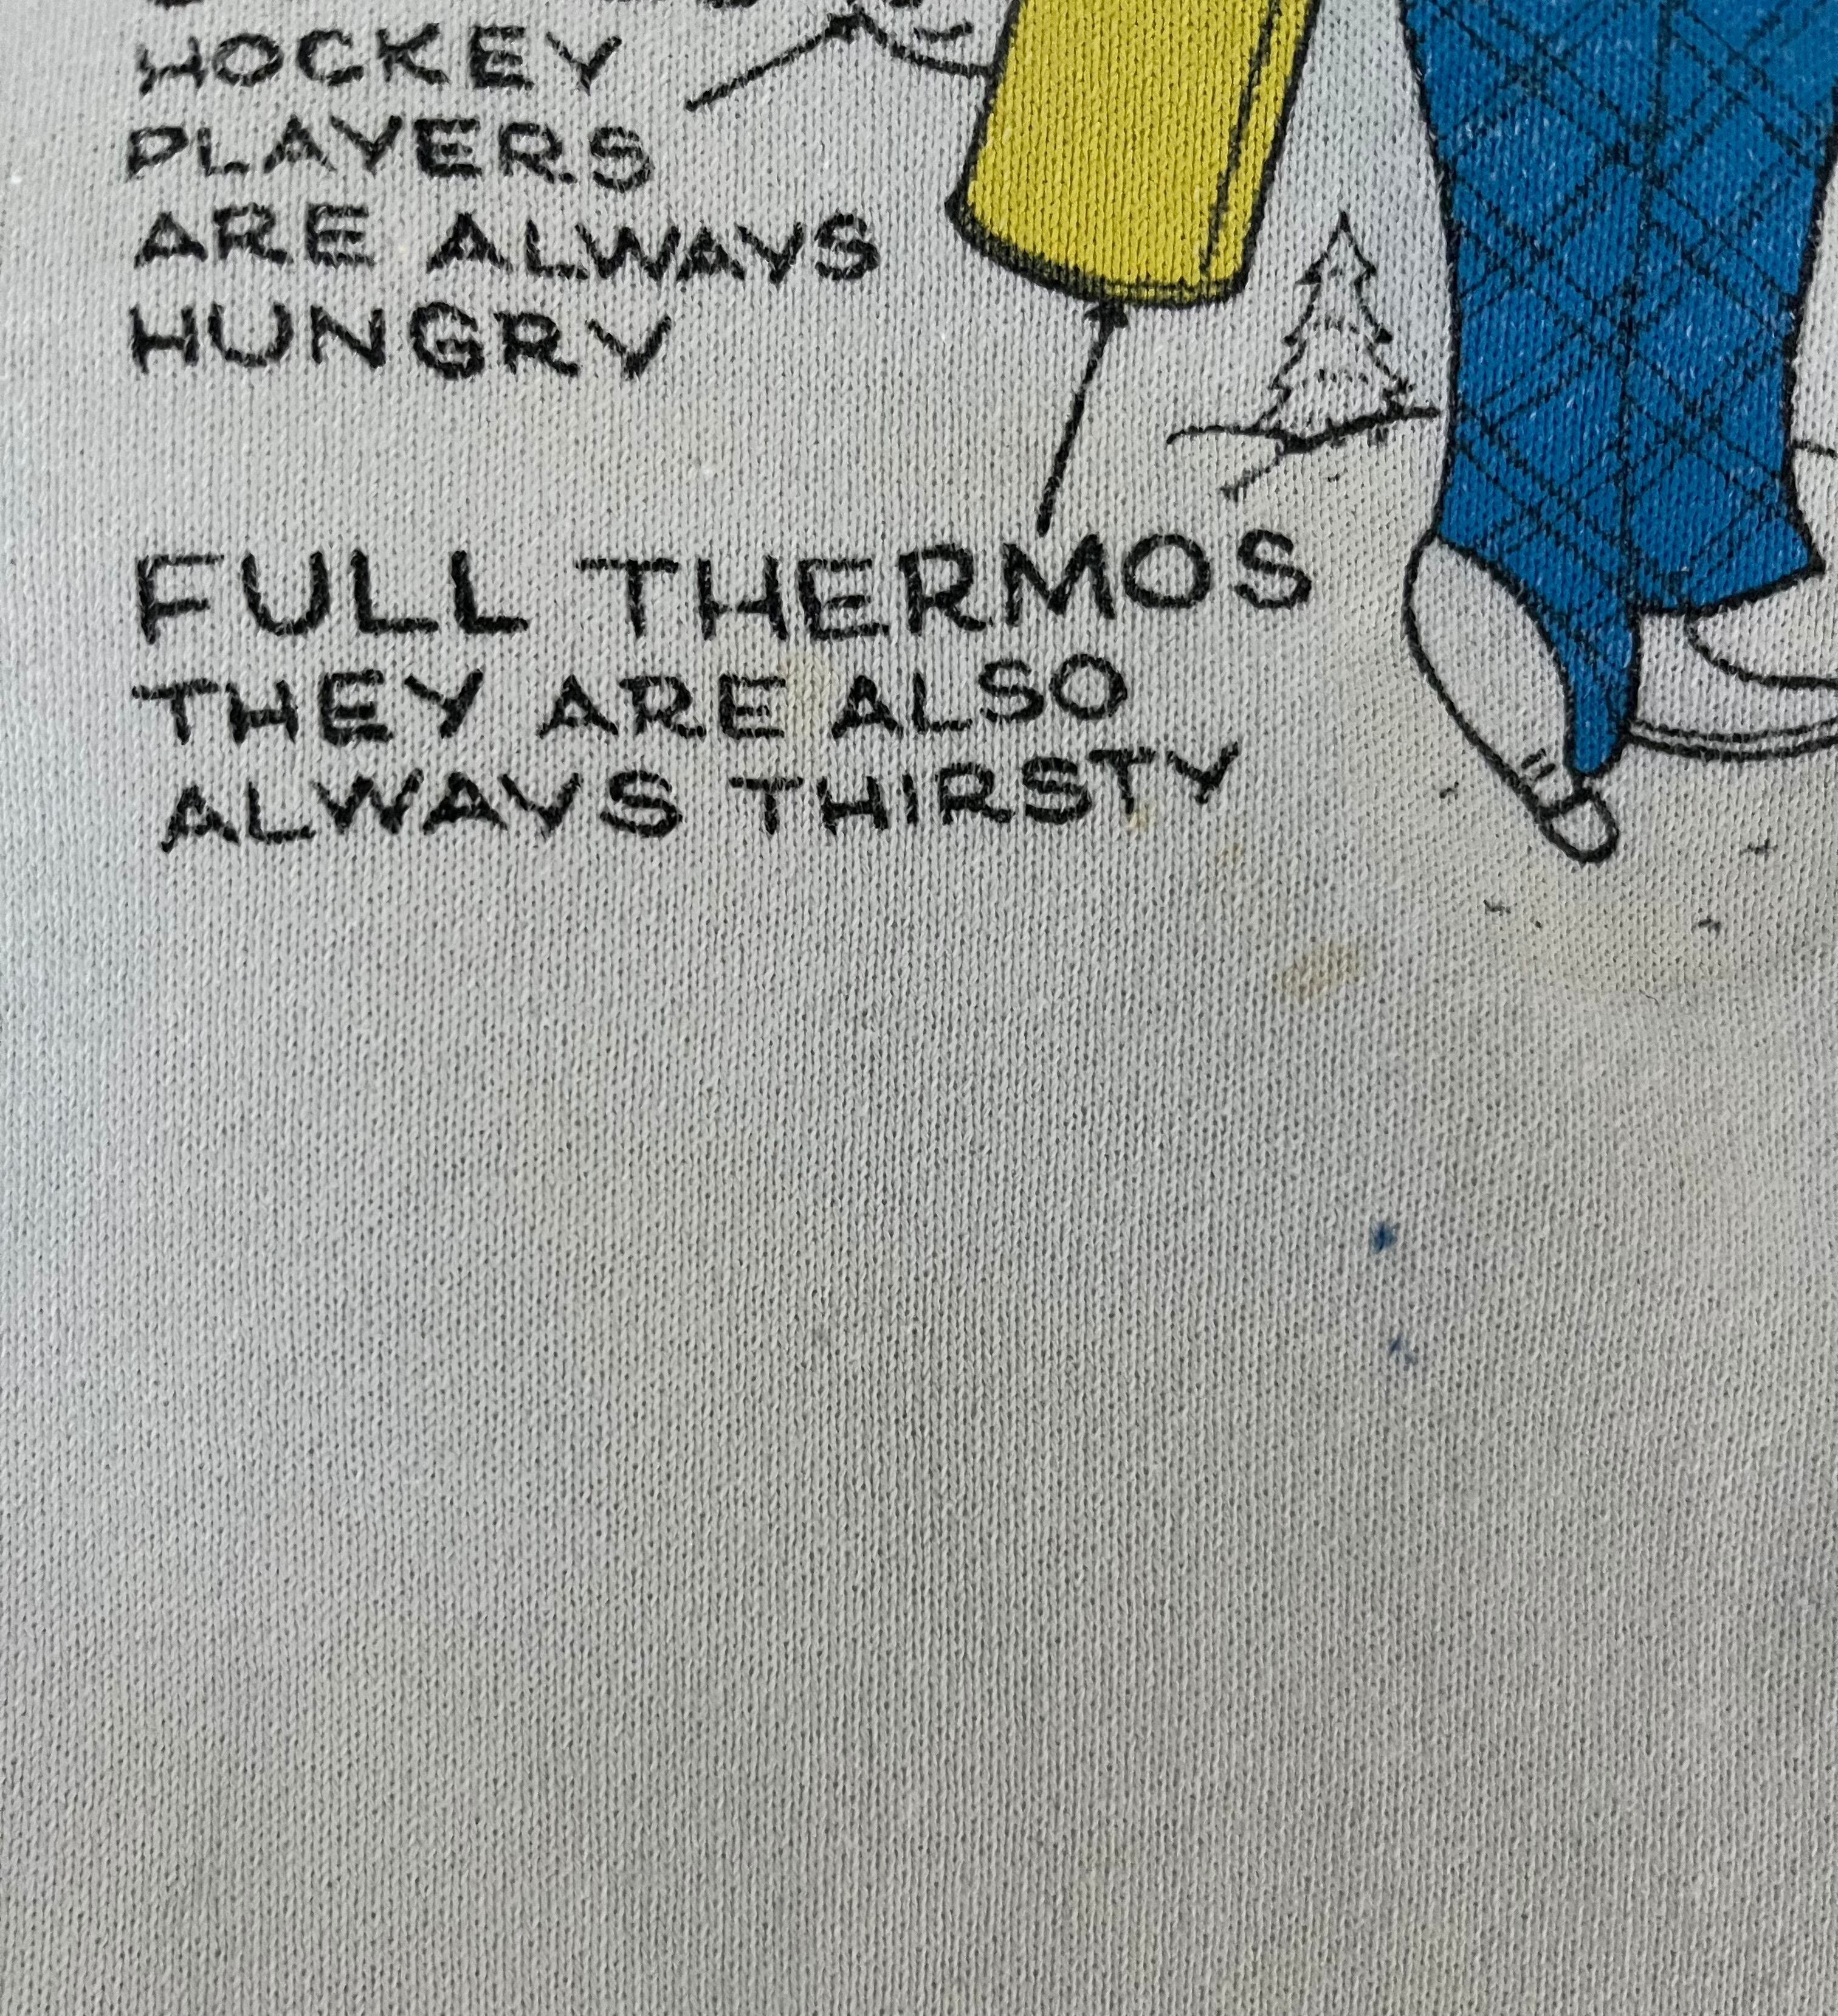 HOCKEY
PLAYERS
ARE ALWAYS
HUNGRY
FULL THERMOS
THEY ARE ALSO
ALWAYS THIRSTY